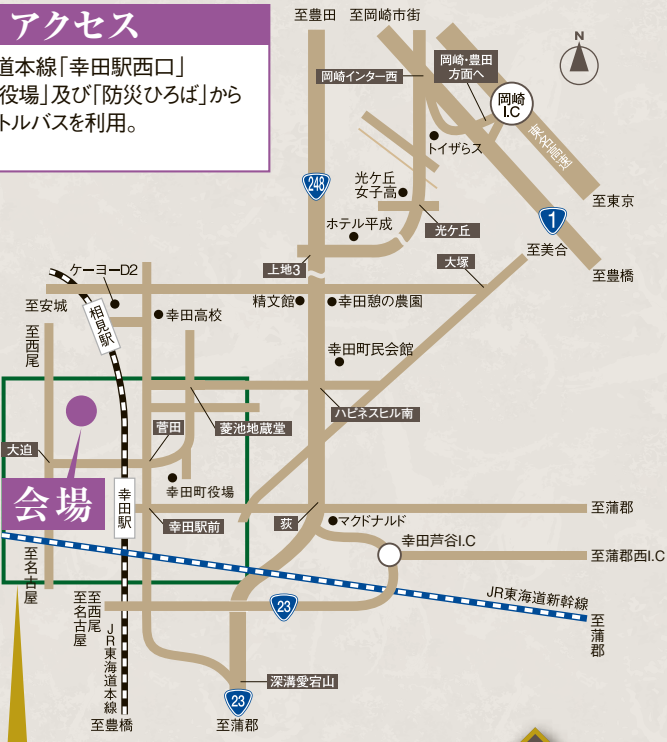 アクセス
道本線「幸田駅西口」
役場」及び「防災ひろば」から
トルバスを利用。
至豊田
至岡崎市街
N
岡崎インター西
岡崎・豊田
方面へ
岡崎
I.C
東名高速
トイザらス
至東京
248
光ケ丘
女子高
1
光ケ丘
ホテル平成
至美合
上地3
大塚
至豊橋
ケーヨーD2
至安城
相見駅
幸田高校
精文館
幸田憩の農園
至西尾
幸田町民会館
ハピネスヒル南
菱池地蔵堂
菅田
大迫
会場
幸田町役場
幸田駅
幸田駅前
荻
マクドナルド
至蒲郡
幸田芦谷I.C
至蒲郡西I.C
至名古屋
JR東海道新幹線
至蒲郡
至西尾
至名古屋
23
JR東海道本線
深溝愛宕山
23
至豊橋
至蒲郡